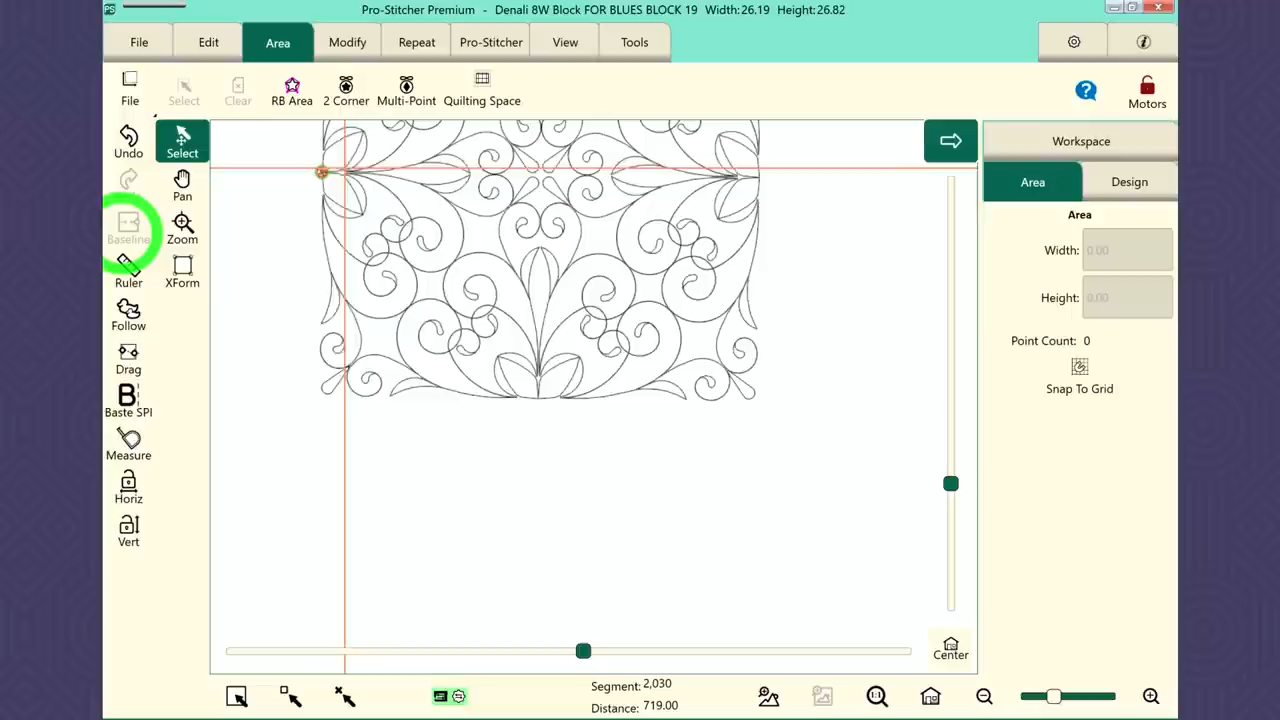 PS
Pro-Stitcher Premium - Denali 8W Block FOR BLUES BLOCK 19 Width:26.19 Height:26.82
File Edit Area Modify Repeat Pro-Stitcher View Tools
File Select Clear RB Area 2 Corner Multi-Point Quilting Space Motors
Undo Select
Workspace
Pan
Area Design
Baseline Zoom
Area
Width: 0.00
Ruler XForm
Height: 0.00
Follow
Point Count: 0
Drag
Snap To Grid
B
Baste SPI
Measure
Horiz
Vert
Center
Segment: 2,030
Distance: 719.00
1:1